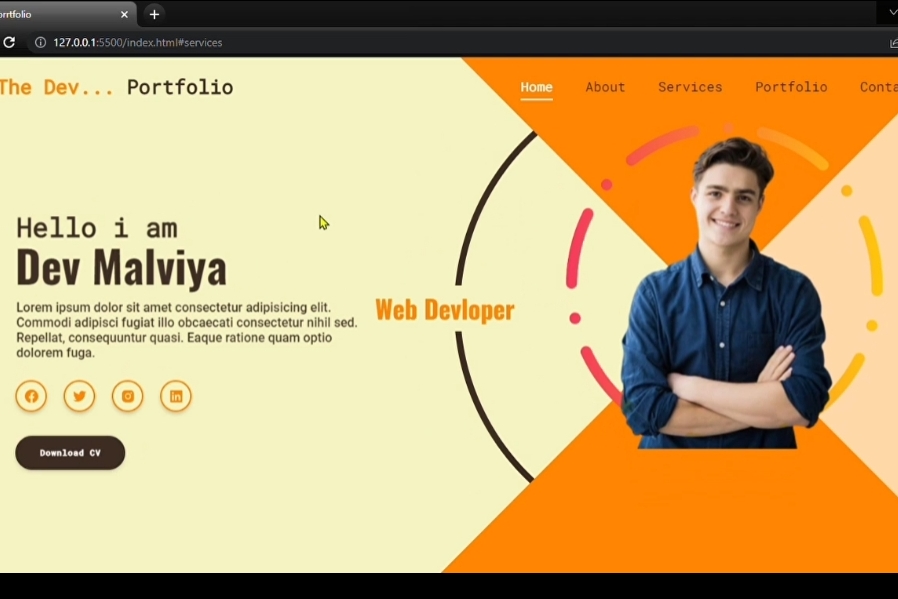 orrtfolio
127.0.0.1:5500/index.html#services
The Dev... Portfolio
Home About Services Portfolio Conta
Hello i am
Dev Malviya
Lorem ipsum dolor sit amet consectetur adipisicing elit.
Commodi adipisci fugiat illo obcaecati consectetur nihil sed.
Repellat, consequuntur quasi. Eaque ratione quam optio
dolorem fuga.
Web Devloper
Download CV